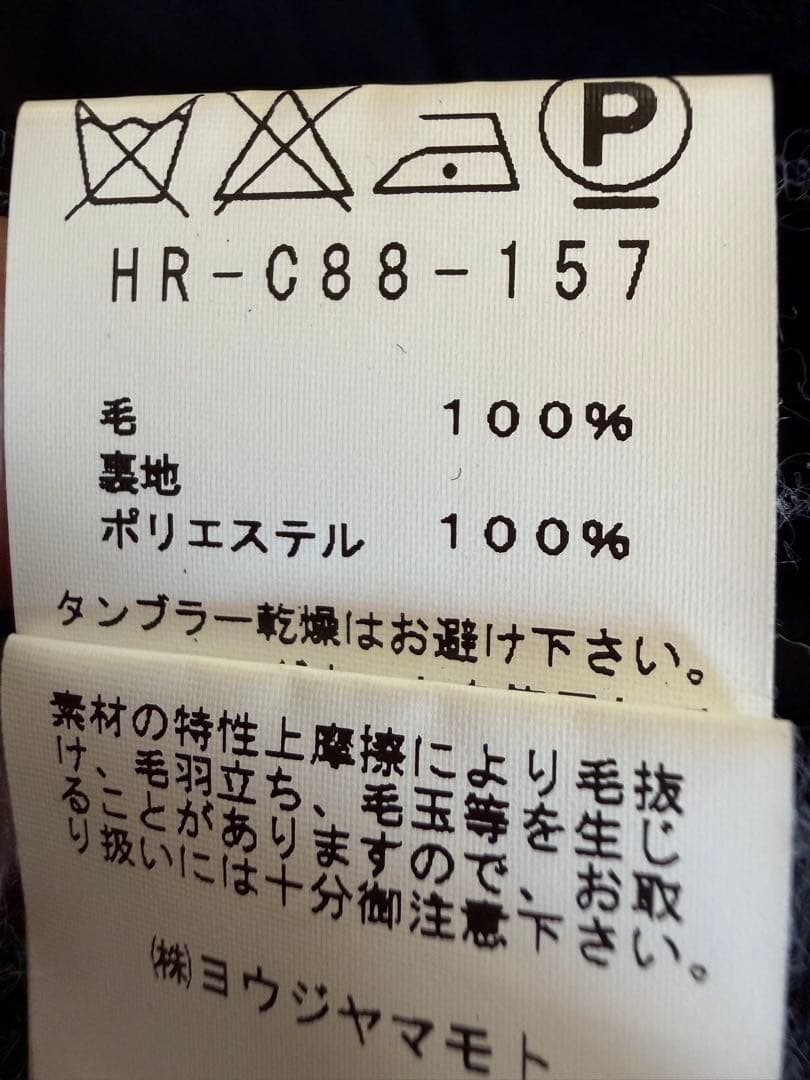 P
HR-C88-157
毛 100%
裏地
ポリエステル 100%
タンブラー乾燥はお避け下さい。
素材の特性上摩擦により毛抜
け、毛羽立ち、毛玉等を生じ
ることがありますので、お取
り扱いには十分御注意下さい。
㈱ヨウジヤマモト